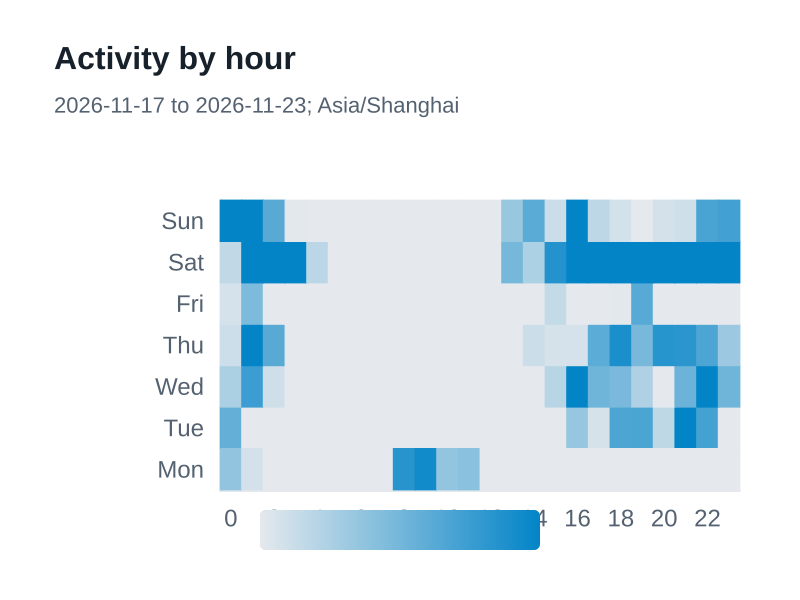 Activity by hour
2026-11-17 to 2026-11-23; Asia/Shanghai
Sun
Sat
Fri
Thu
Wed
Tue
Mon
0 16 18 20 22